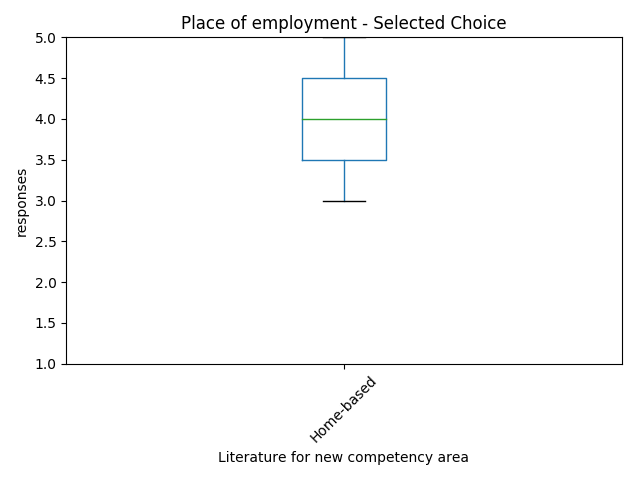 Place of employment - Selected Choice
5.0
4.5
4.0
3.5
3.0
2.5
2.0
1.5
1.0
responses
Home-based
Literature for new competency area